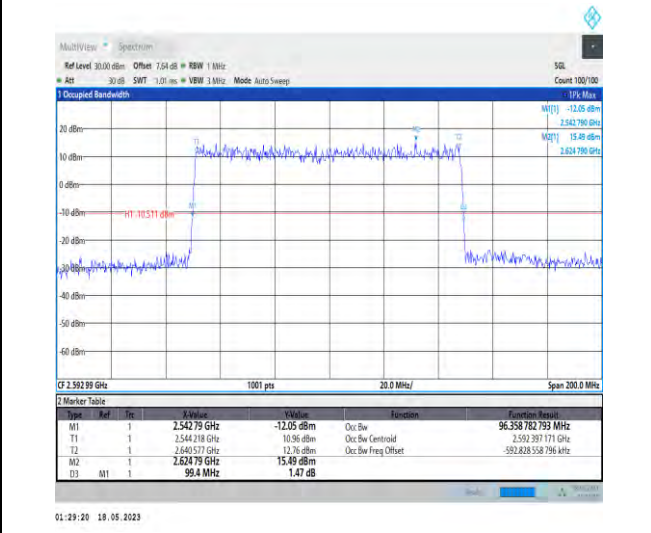 MultiView Spectrum
Ref Level 30.00 dBm Offset 7.64 dB RBW 1 MHz SGL
Att 30 dB SWT 1.01 ms VBW 3 MHz Mode Auto Sweep Count 100/100
1 Occupied Bandwidth 1Pk Max
M1[1] -12.05 dBm
2.542 790 GHz
M2[1] 15.49 dBm
2.624 790 GHz
20 dBm
10 dBm
0 dBm
-10 dBm
H1 -10.511 dBm
-20 dBm
-30 dBm
-40 dBm
-50 dBm
-60 dBm
T1
M2
T2
M1
D3
CF 2.592 99 GHz 1001 pts 20.0 MHz/ Span 200.0 MHz
2 Marker Table
Type Ref Trc X-Value Y-Value Function Function Result
M1 1 2.542 79 GHz -12.05 dBm Occ Bw 96.358 782 793 MHz
T1 1 2.544 218 GHz 10.96 dBm Occ Bw Centroid 2.592 397 171 GHz
T2 1 2.640 577 GHz 12.76 dBm Occ Bw Freq Offset -592.828 558 796 kHz
M2 1 2.624 79 GHz 15.49 dBm
D3 M1 1 99.4 MHz 1.47 dB
01:29:20 18.05.2023